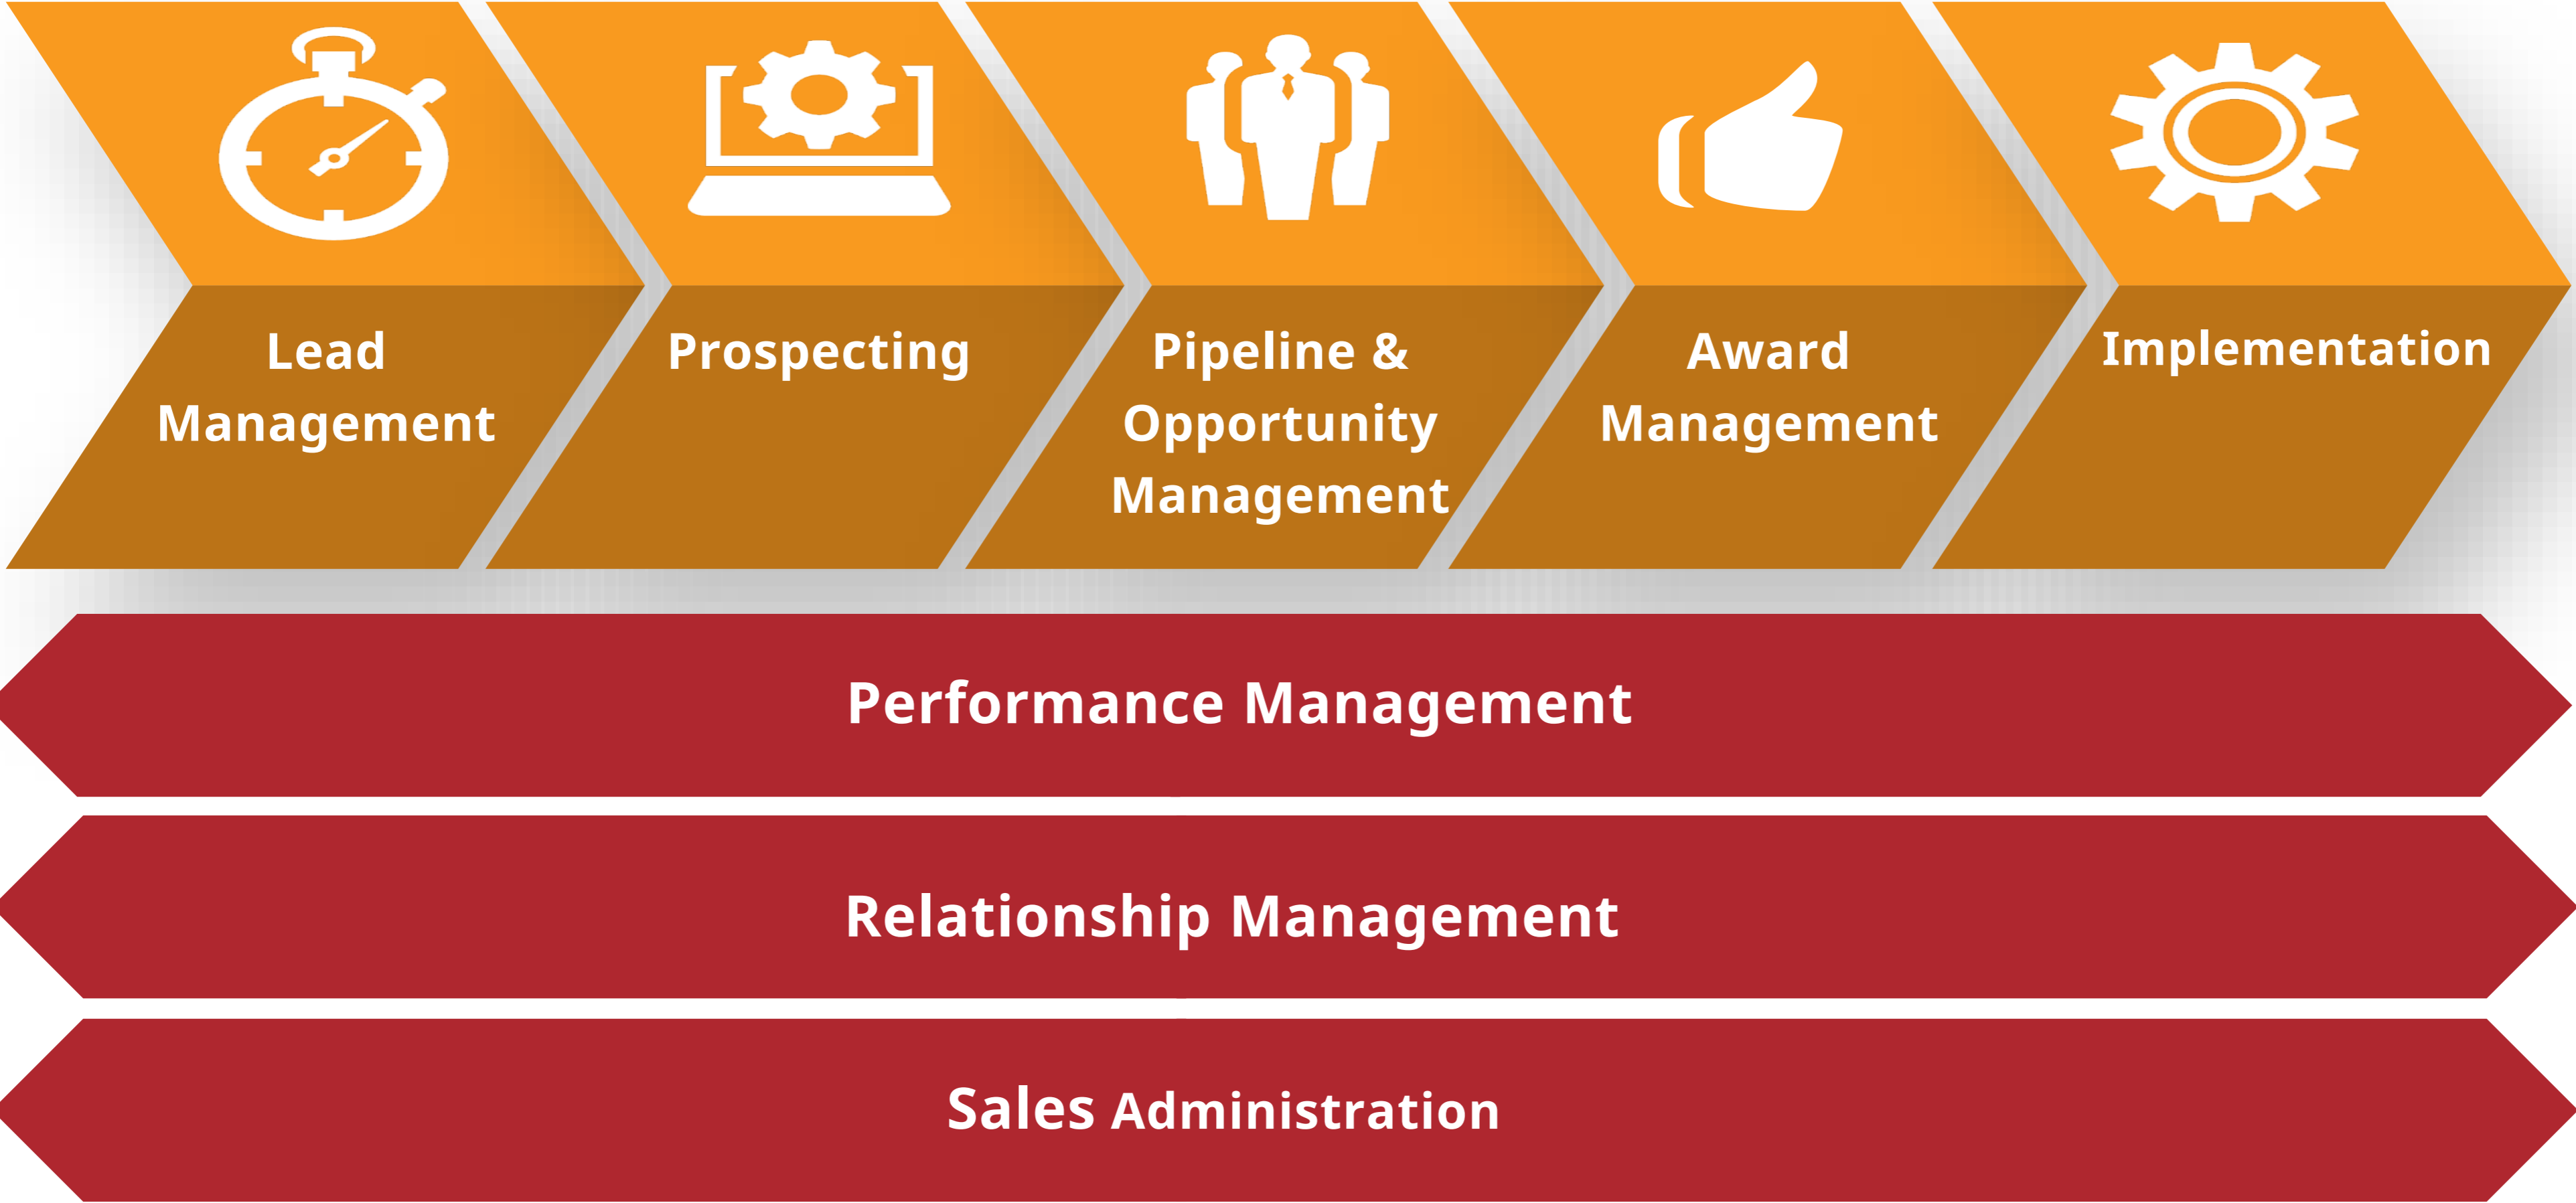 Lead
Management
Prospecting
Pipeline &
Opportunity
Management
Award
Management
Implementation
Performance Management
Relationship Management
Sales Administration